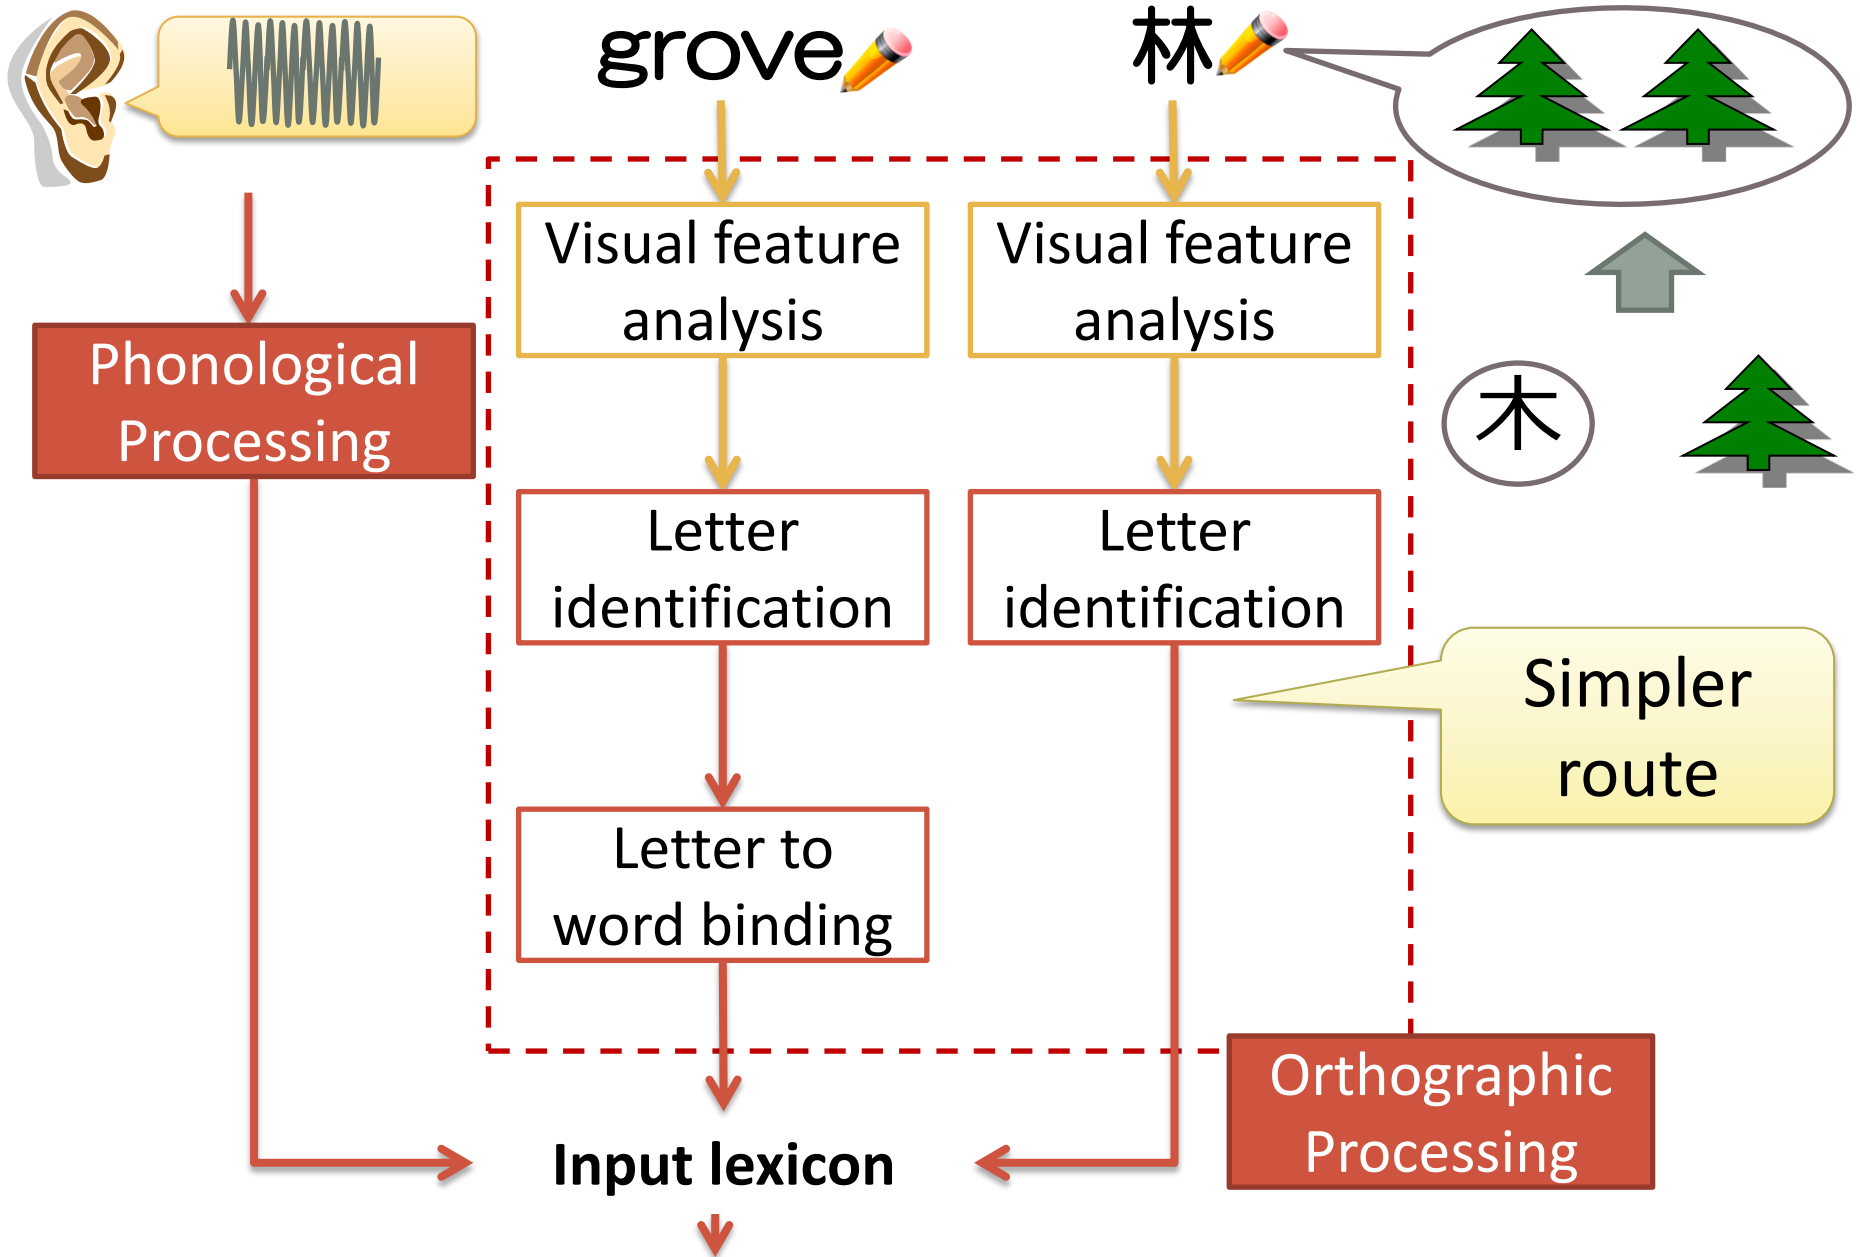 grove
林
Visual feature
analysis
Visual feature
analysis
Phonological
Processing
木
Letter
identification
Letter
identification
Simpler
route
Letter to
word binding
Orthographic
Processing
Input lexicon